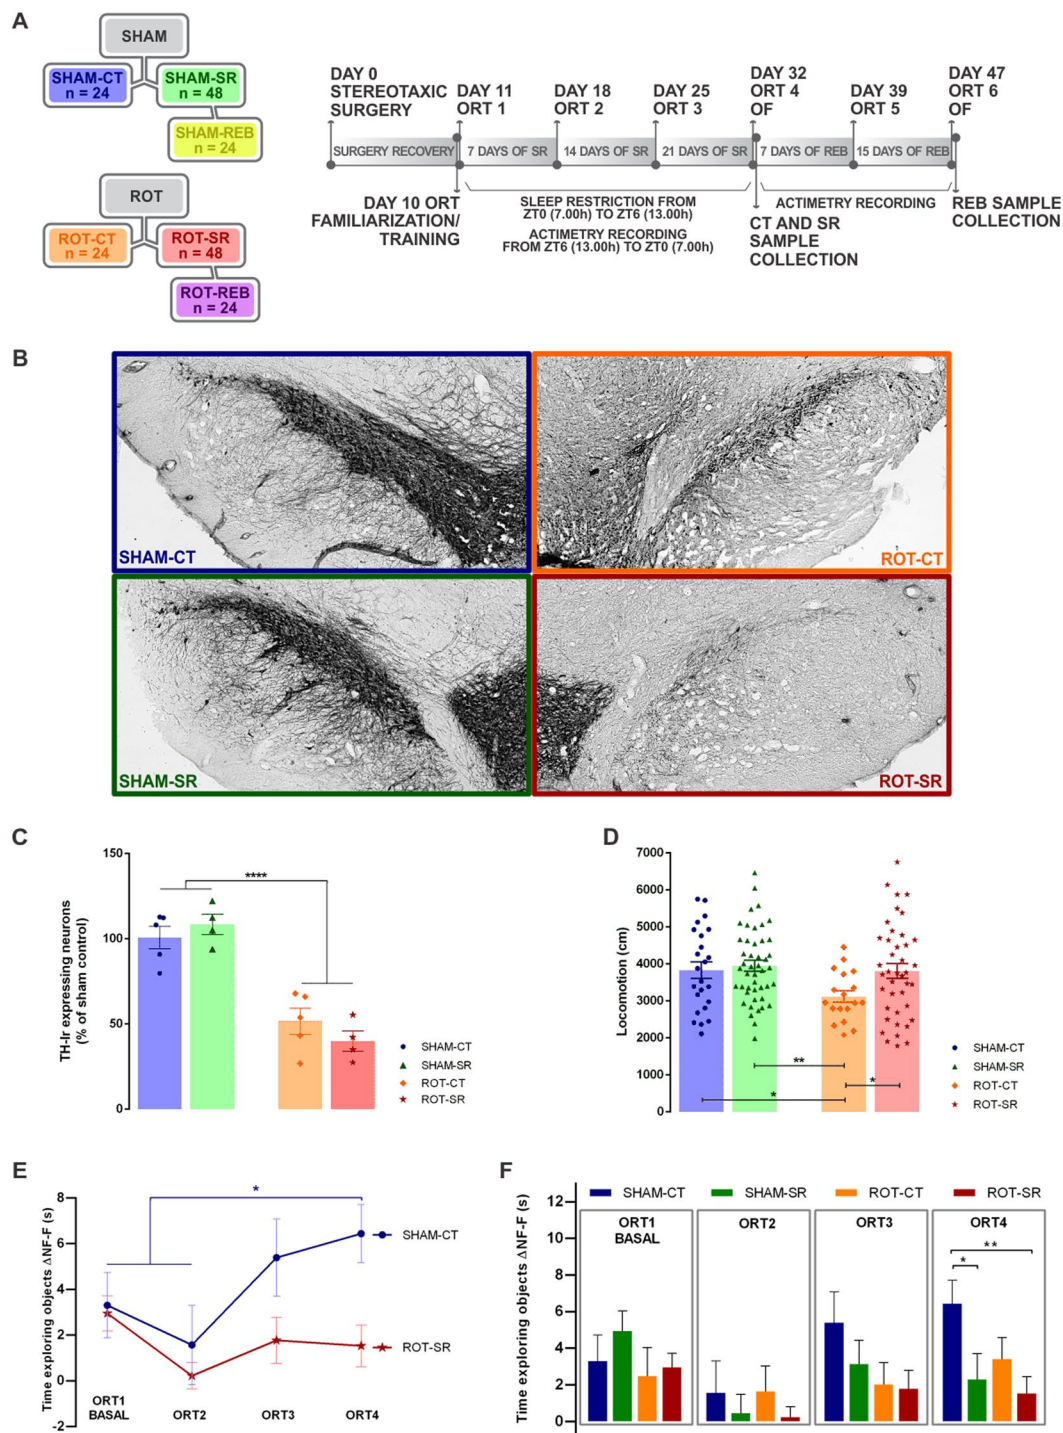 A
SHAM
SHAM-CT
n = 24
SHAM-SR
n = 48
SHAM-REB
n = 24
ROT
ROT-CT
n = 24
ROT-SR
n = 48
ROT-REB
n = 24
DAY 0
STEREOTAXIC
SURGERY
DAY 11
ORT 1
DAY 18
ORT 2
DAY 25
ORT 3
DAY 32
ORT 4
OF
DAY 39
ORT 5
DAY 47
ORT 6
OF
SURGERY RECOVERY
7 DAYS OF SR
14 DAYS OF SR
21 DAYS OF SR
7 DAYS OF REB
15 DAYS OF REB
DAY 10 ORT
FAMILIARIZATION/
TRAINING
SLEEP RESTRICTION FROM
ZT0 (7.00h) TO ZT6 (13.00h)
ACTIMETRY RECORDING
FROM ZT6 (13.00h) TO ZT0 (7.00h)
CT AND SR
SAMPLE
COLLECTION
ACTIMETRY RECORDING
REB SAMPLE
COLLECTION
B
SHAM-CT
ROT-CT
SHAM-SR
ROT-SR
C
TH-Ir expressing neurons
(% of sham control)
150
100
50
0
****
SHAM-CT
SHAM-SR
ROT-CT
ROT-SR
D
Locomotion (cm)
7000
6000
5000
4000
3000
2000
1000
0
**
*
*
SHAM-CT
SHAM-SR
ROT-CT
ROT-SR
E
Time exploring objects ΔNF-F (s)
8
6
4
2
0
-2
*
SHAM-CT
ROT-SR
ORT1
BASAL
ORT2
ORT3
ORT4
F
Time exploring objects ΔNF-F (s)
12
10
8
6
4
2
0
SHAM-CT
SHAM-SR
ROT-CT
ROT-SR
ORT1
BASAL
ORT2
ORT3
ORT4
**
*